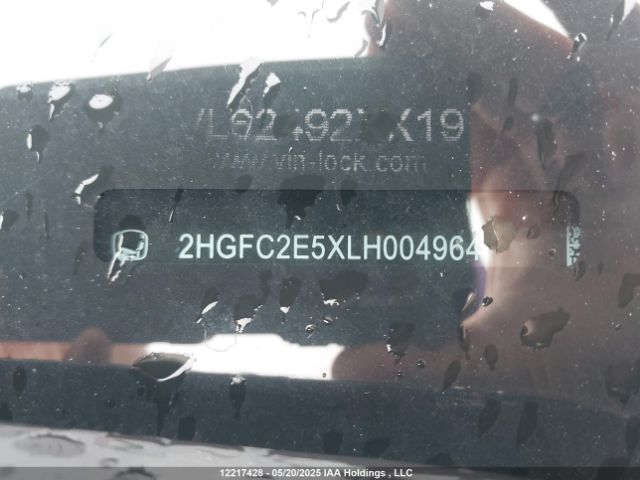 www.vin-lock.com
2HGFC2E5XLH004964
12217428 - 05/20/2025 IAA Holdings , LLC